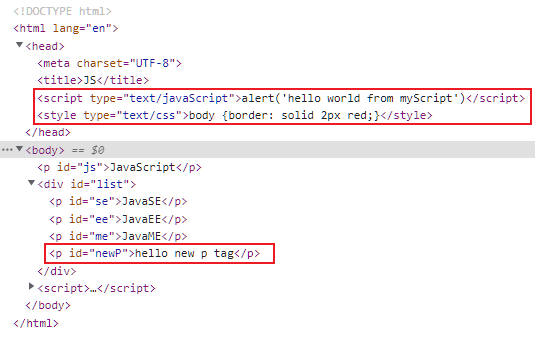 <!DOCTYPE html>
<html lang="en">
<head>
<meta charset="UTF-8">
<title>JS</title>
<script type="text/javaScript">alert('hello world from myScript')</script>
<style type="text/css">body {border: solid 2px red;}</style>
</head>
<body> == $0
<p id="js">JavaScript</p>
<div id="list">
<p id="se">JavaSE</p>
<p id="ee">JavaEE</p>
<p id="me">JavaME</p>
<p id="newP">hello new p tag</p>
</div>
<script>…</script>
</body>
</html>